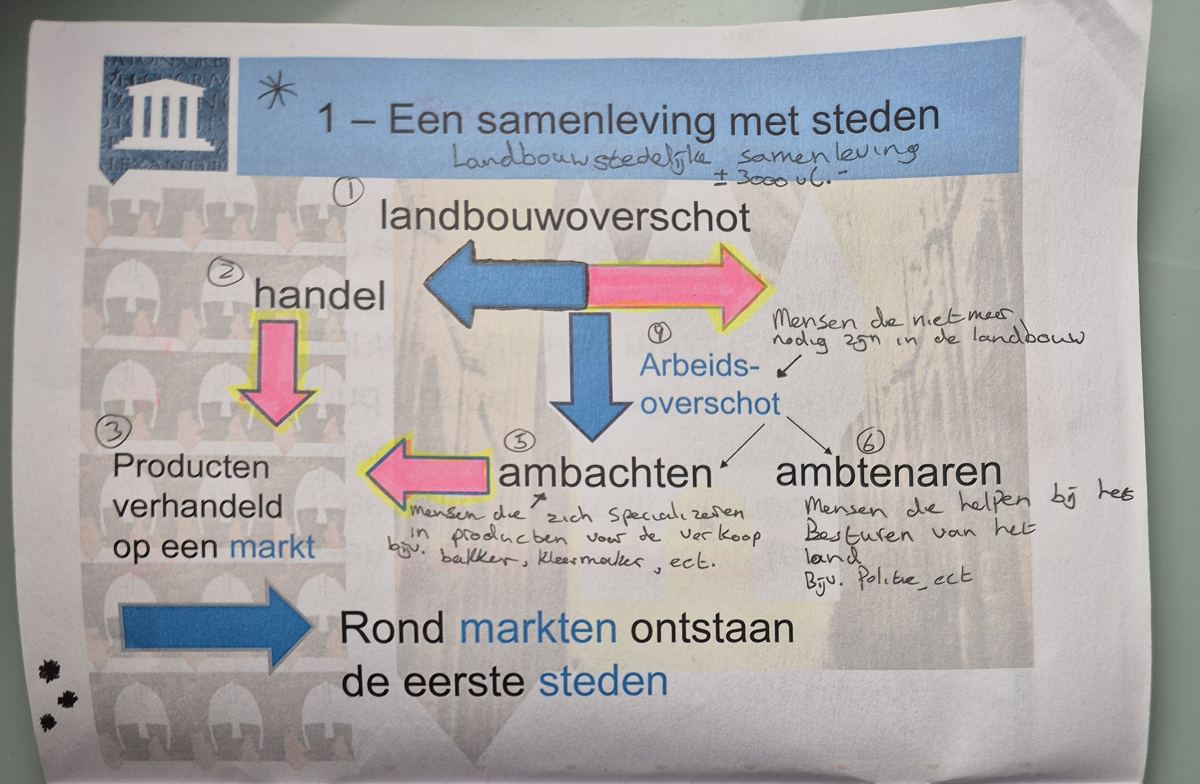 * 1 – Een samenleving met steden
Landbouwstedelijke samenleving
± 3000 v.C.
① landbouwoverschot
② handel
Mensen die niet meer
nodig zijn in de landbouw
④
Arbeids-
overschot
③
Producten
verhandeld
op een markt
⑤
ambachten
mensen die zich specializeren
in producten voor de verkoop
bijv. bakker, kleermaker, ect.
⑥
ambtenaren
Mensen die helpen bij het
Besturen van het
land
Bijv. Politie, ect
Rond markten ontstaan
de eerste steden